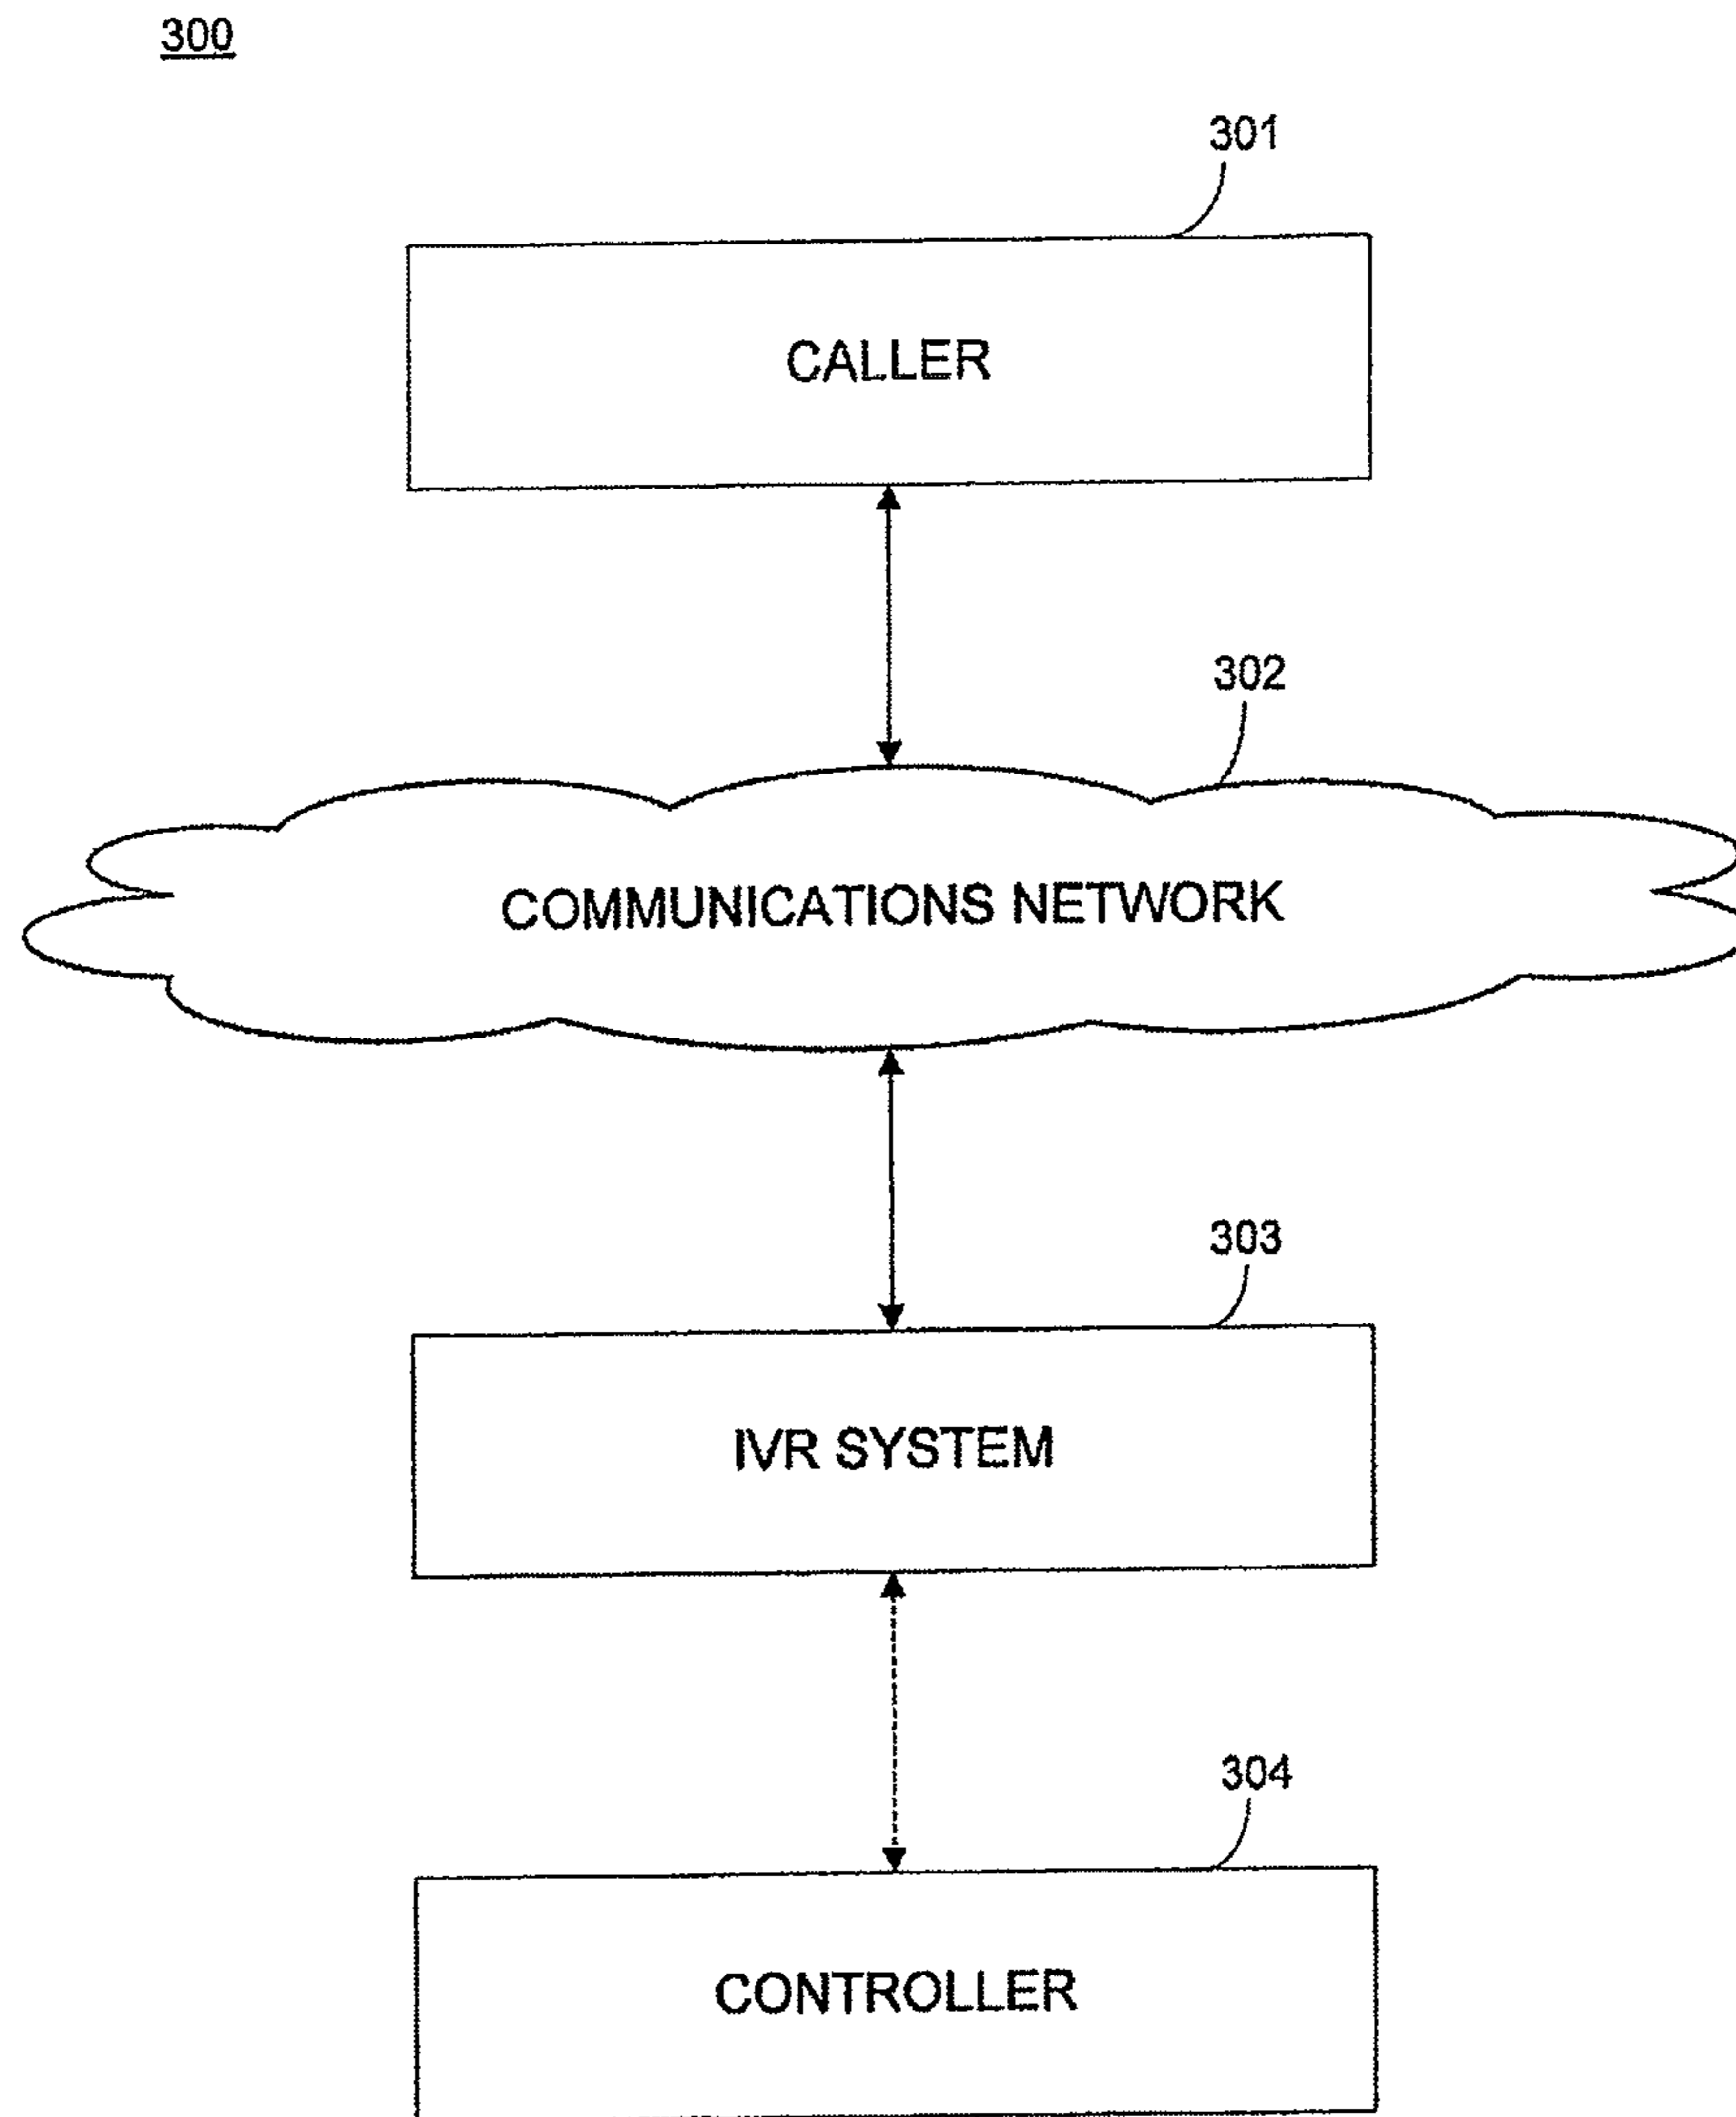 300
301
CALLER
302
COMMUNICATIONS NETWORK
303
IVR SYSTEM
304
CONTROLLER